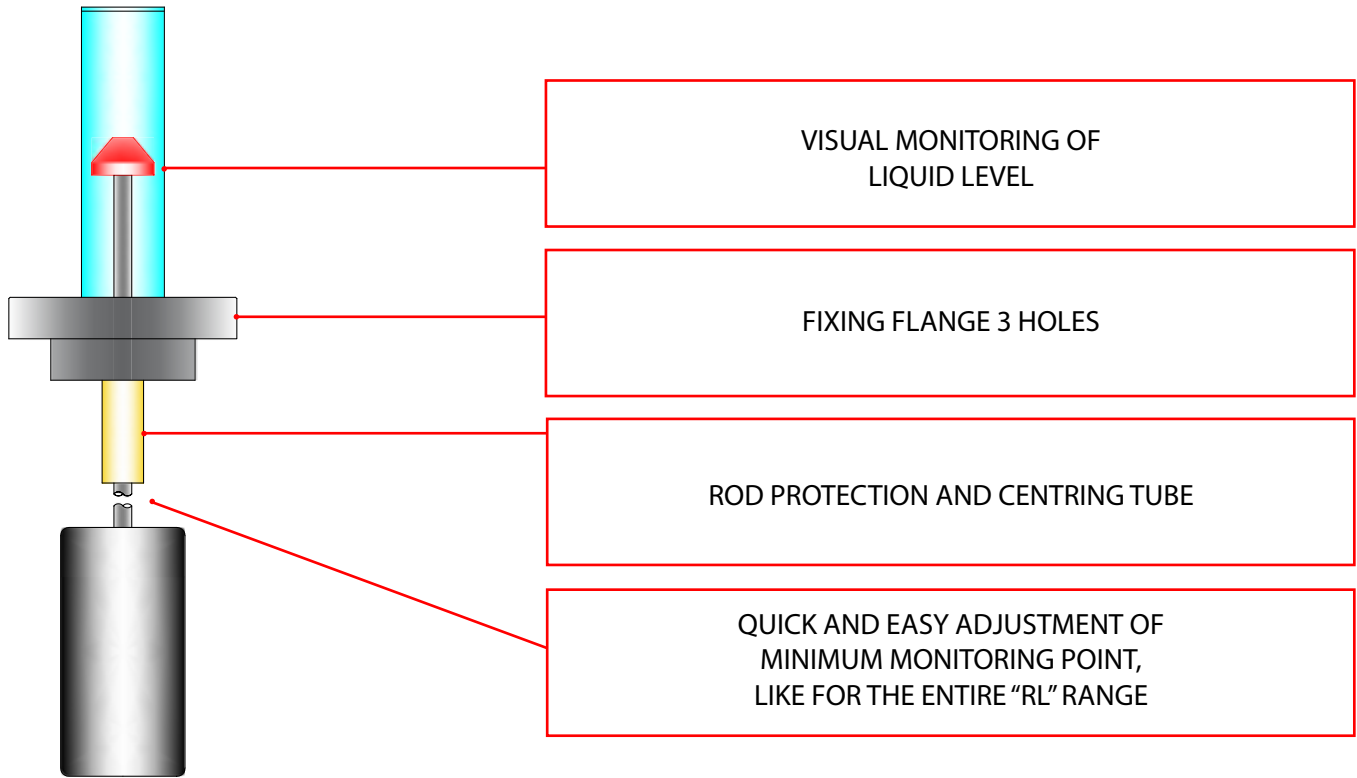 VISUAL MONITORING OF
LIQUID LEVEL
FIXING FLANGE 3 HOLES
ROD PROTECTION AND CENTRING TUBE
QUICK AND EASY ADJUSTMENT OF
MINIMUM MONITORING POINT,
LIKE FOR THE ENTIRE “RL” RANGE